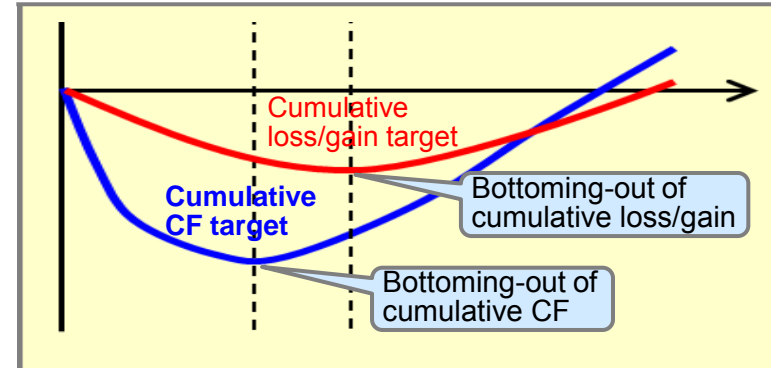 Cumulative
loss/gain target
Cumulative
CF target
Bottoming-out of
cumulative loss/gain
Bottoming-out of
cumulative CF